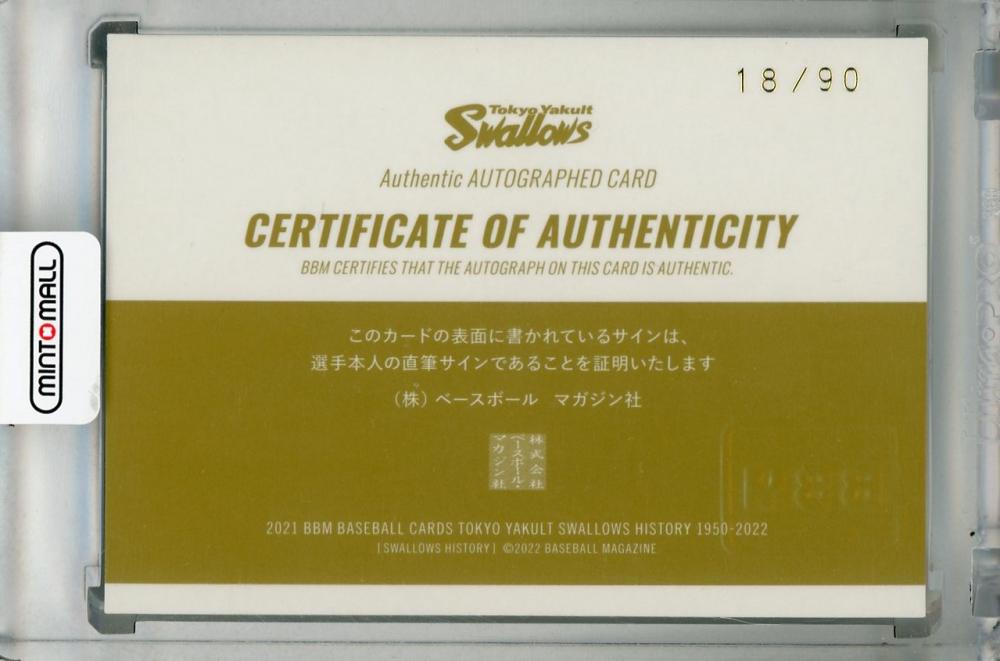 18/90
Tokyo Yakult
Swallows
Authentic AUTOGRAPHED CARD
CERTIFICATE OF AUTHENTICITY
BBM CERTIFIES THAT THE AUTOGRAPH ON THIS CARD IS AUTHENTIC.
MINTOMALL
このカードの表面に書かれているサインは、
選手本人の直筆サインであることを証明いたします
（株）ベースボール マガジン社
株式会社
ベースボール・
マガジン社
2021 BBM BASEBALL CARDS TOKYO YAKULT SWALLOWS HISTORY 1950-2022
[SWALLOWS HISTORY] ©2022 BASEBALL MAGAZINE